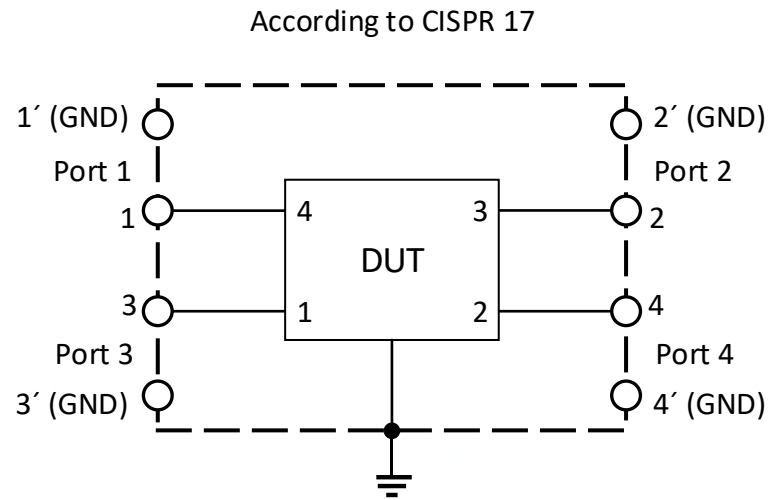 According to CISPR 17
1´ (GND) 2´ (GND)
Port 1 Port 2
1 4 3 2
DUT
3 1 2 4
Port 3 Port 4
3´ (GND) 4´ (GND)